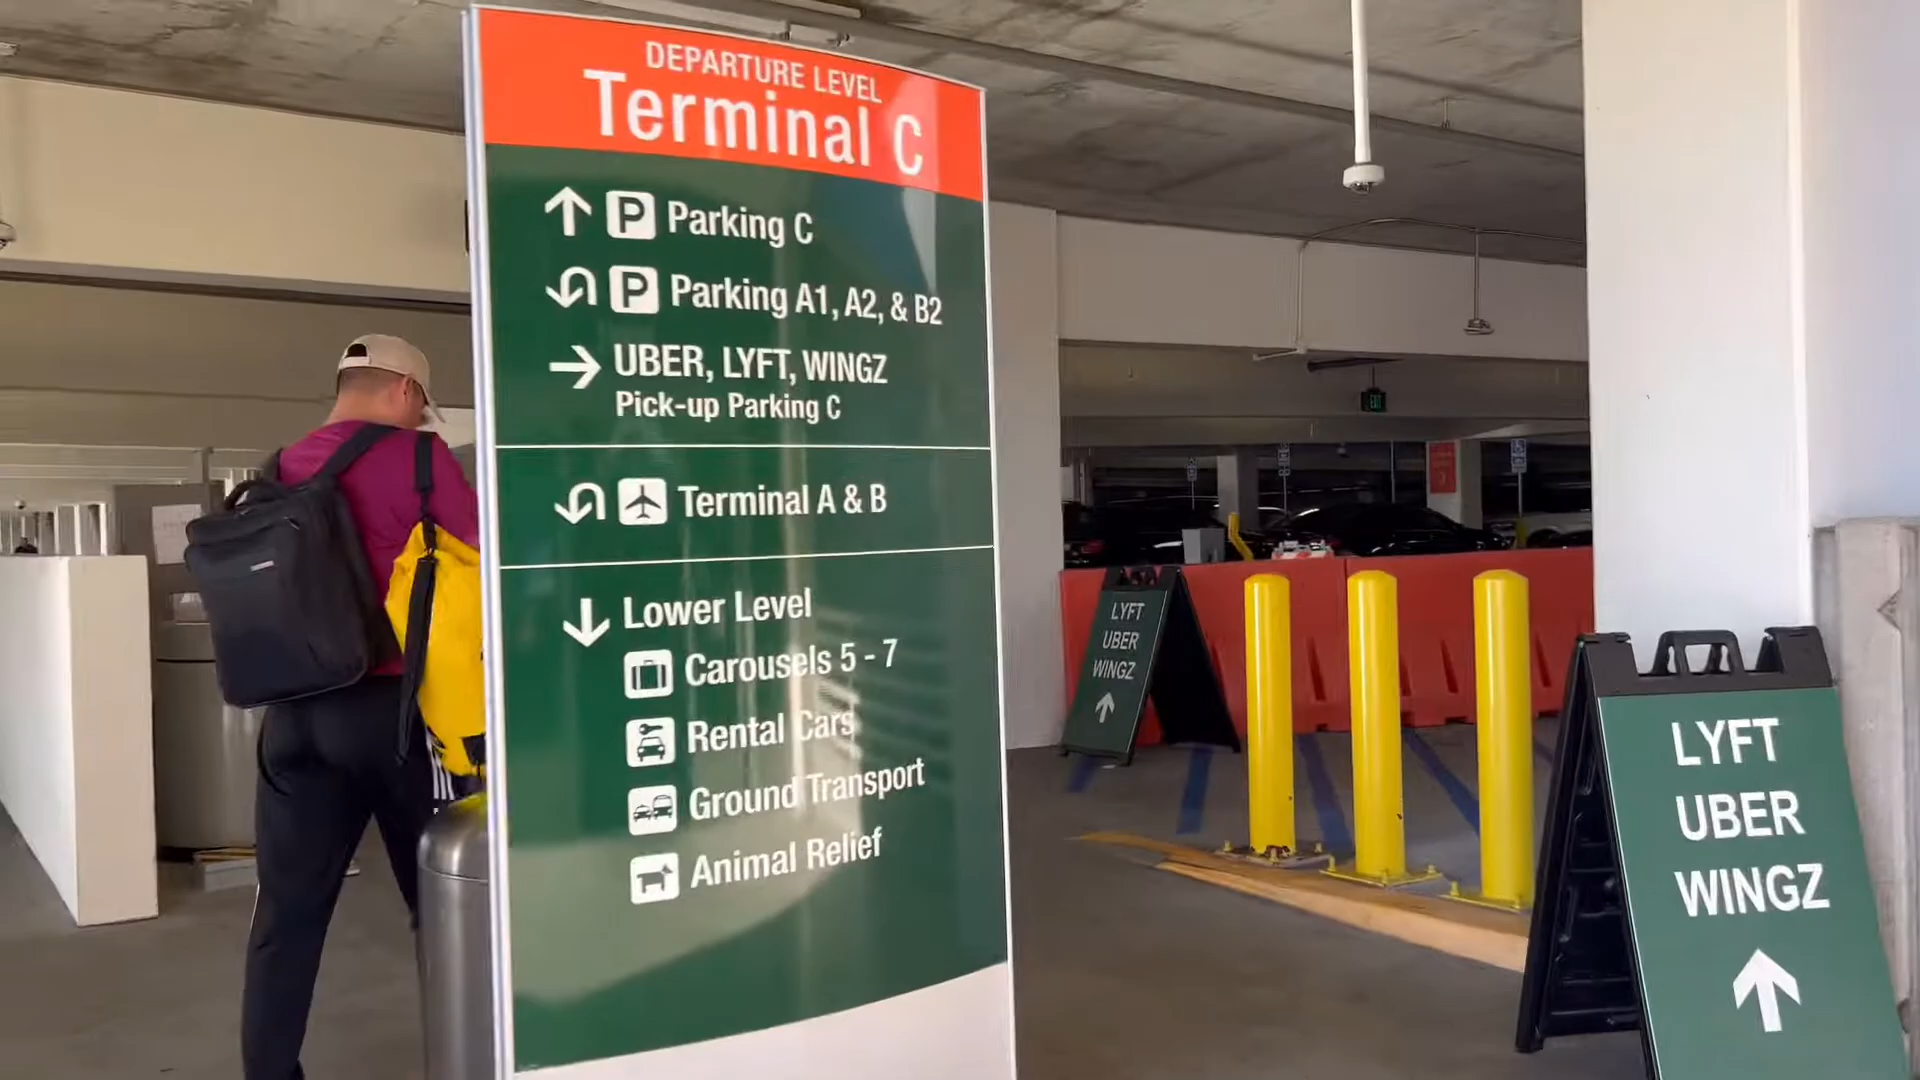 DEPARTURE LEVEL
Terminal C
P Parking C
P Parking A1, A2, & B2
UBER, LYFT, WINGZ
Pick-up Parking C
Terminal A & B
Lower Level
Carousels 5 - 7
Rental Cars
Ground Transport
Animal Relief
EXIT
LYFT
UBER
WINGZ
LYFT
UBER
WINGZ